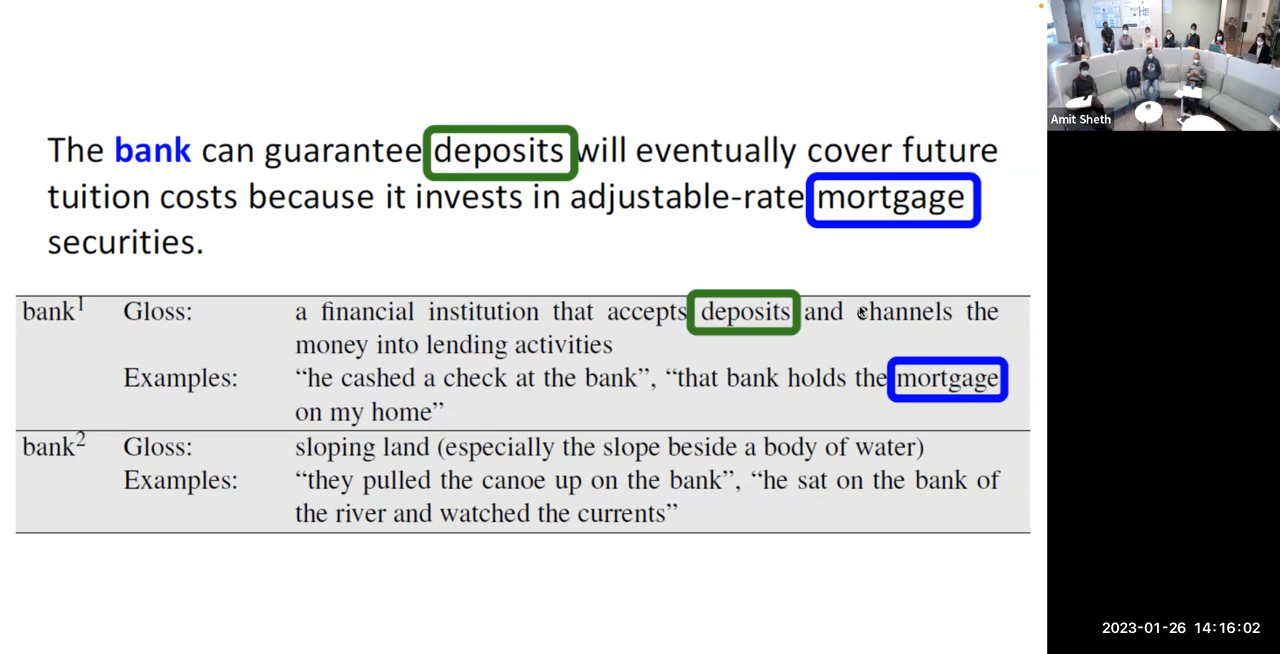 The bank can guarantee deposits will eventually cover future
tuition costs because it invests in adjustable-rate mortgage
securities.
bank1 Gloss: a financial institution that accepts deposits and channels the
money into lending activities
Examples: “he cashed a check at the bank”, “that bank holds the mortgage
on my home”
bank2 Gloss: sloping land (especially the slope beside a body of water)
Examples: “they pulled the canoe up on the bank”, “he sat on the bank of
the river and watched the currents”
Amit Sheth
2023-01-26 14:16:02